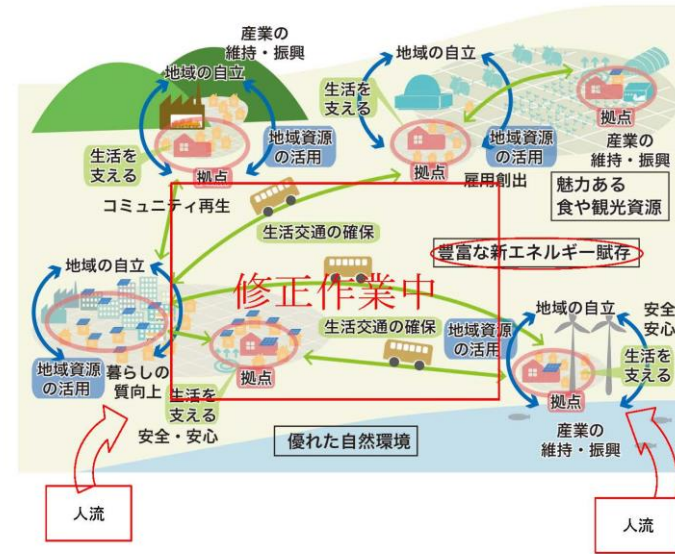 産業の
維持・振興
地域の自立
生活を
支える
地域資源
の活用
拠点
コミュニティ再生
地域の自立
生活を
支える
地域資源
の活用
拠点
雇用創出
拠点
産業の
維持・振興
魅力ある
食や観光資源
生活交通の確保
豊富な新エネルギー賦存
修正作業中
地域の自立
地域資源
の活用
暮らしの
質向上
生活を
支える
安全・安心
拠点
生活交通の確保
地域資源
の活用
地域の自立
安全
安心
生活を
支える
拠点
産業の
維持・振興
優れた自然環境
人流
人流